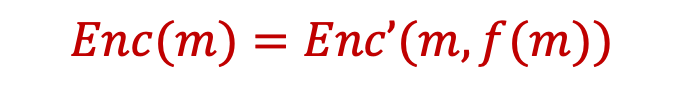 Enc(m) = Enc’(m, f(m))